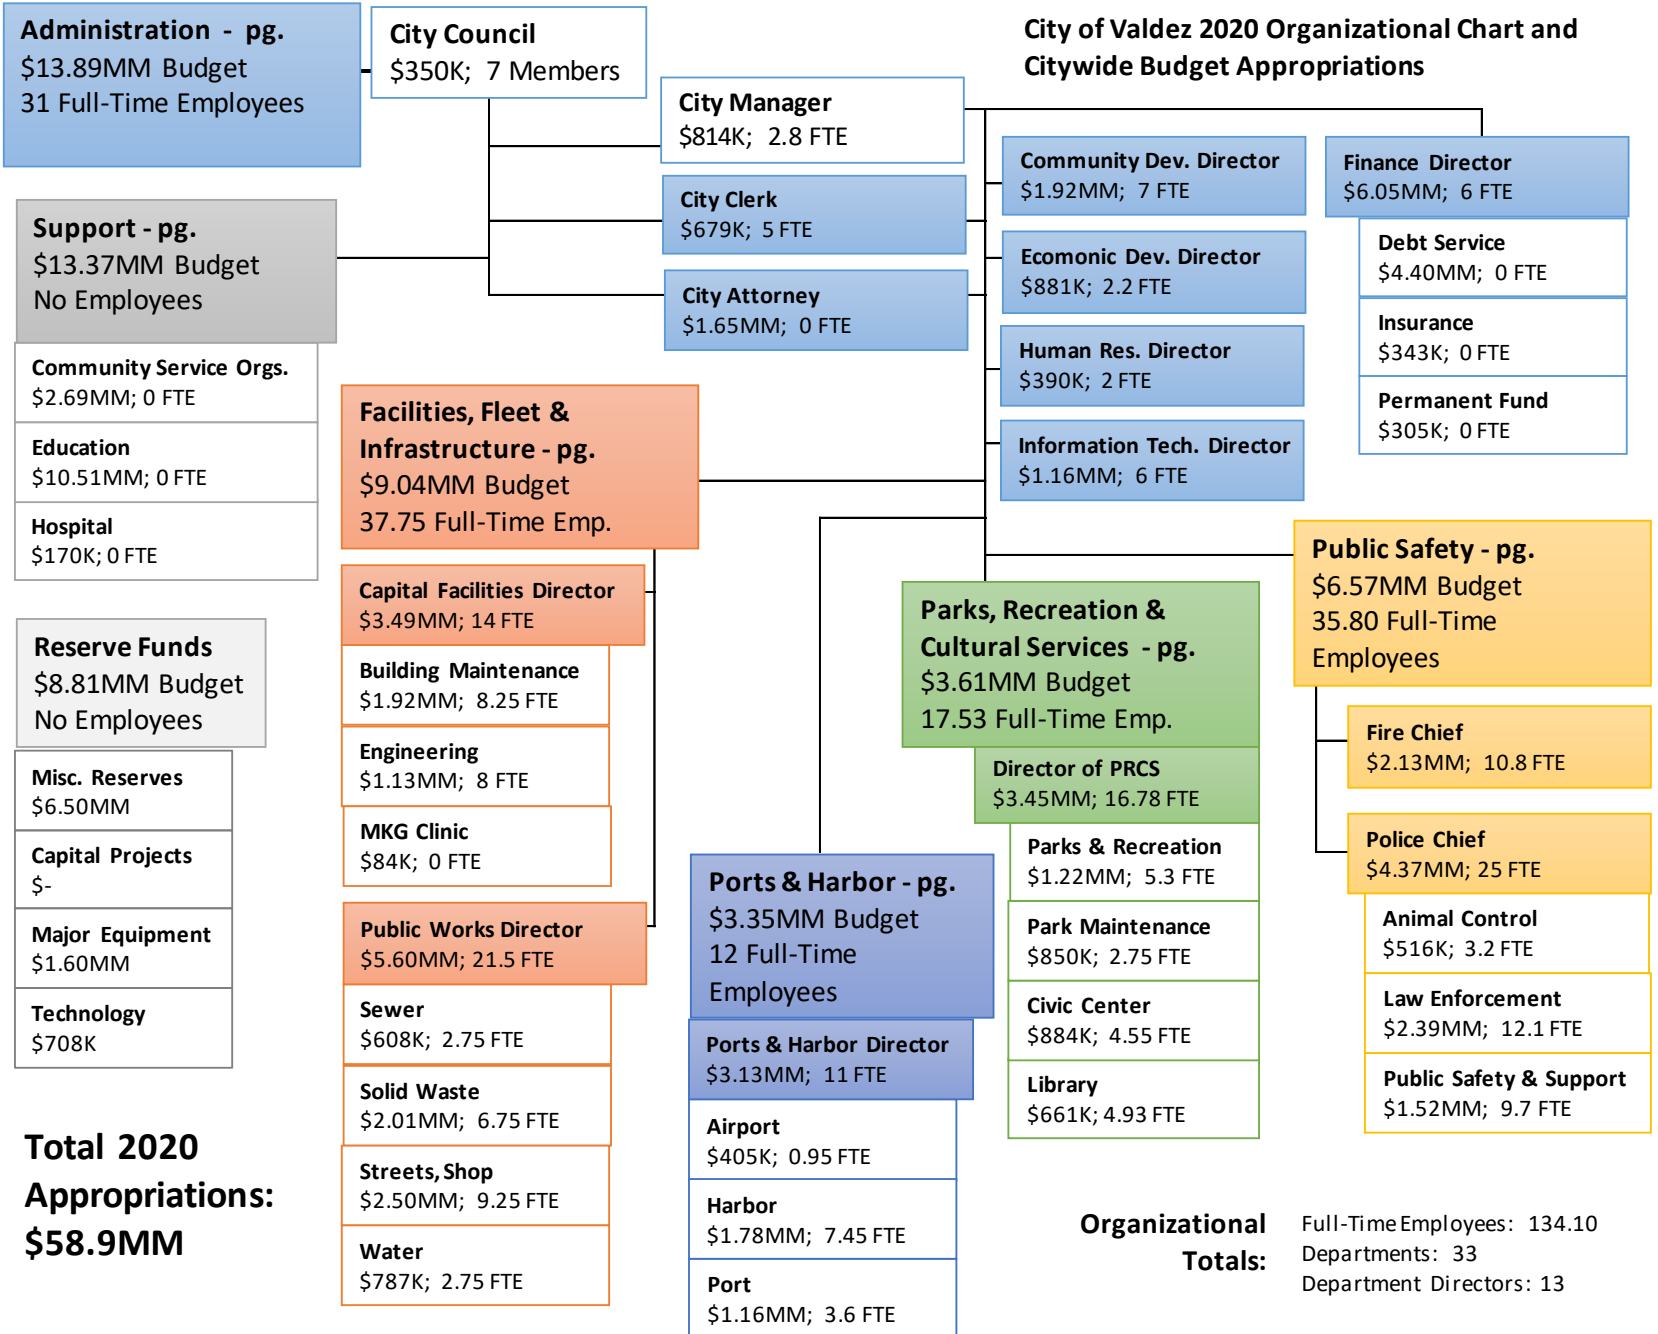 Administration - pg.
$13.89MM Budget
31 Full-Time Employees
City Council
$350K; 7 Members
City of Valdez 2020 Organizational Chart and
Citywide Budget Appropriations
City Manager
$814K; 2.8 FTE
City Clerk
$679K; 5 FTE
City Attorney
$1.65MM; 0 FTE
Community Dev. Director
$1.92MM; 7 FTE
Ecomonic Dev. Director
$881K; 2.2 FTE
Human Res. Director
$390K; 2 FTE
Information Tech. Director
$1.16MM; 6 FTE
Finance Director
$6.05MM; 6 FTE
Debt Service
$4.40MM; 0 FTE
Insurance
$343K; 0 FTE
Permanent Fund
$305K; 0 FTE
Support - pg.
$13.37MM Budget
No Employees
Community Service Orgs.
$2.69MM; 0 FTE
Education
$10.51MM; 0 FTE
Hospital
$170K; 0 FTE
Reserve Funds
$8.81MM Budget
No Employees
Misc. Reserves
$6.50MM
Capital Projects
$-
Major Equipment
$1.60MM
Technology
$708K
Facilities, Fleet &
Infrastructure - pg.
$9.04MM Budget
37.75 Full-Time Emp.
Capital Facilities Director
$3.49MM; 14 FTE
Building Maintenance
$1.92MM; 8.25 FTE
Engineering
$1.13MM; 8 FTE
MKG Clinic
$84K; 0 FTE
Public Works Director
$5.60MM; 21.5 FTE
Sewer
$608K; 2.75 FTE
Solid Waste
$2.01MM; 6.75 FTE
Streets, Shop
$2.50MM; 9.25 FTE
Water
$787K; 2.75 FTE
Ports & Harbor - pg.
$3.35MM Budget
12 Full-Time
Employees
Ports & Harbor Director
$3.13MM; 11 FTE
Airport
$405K; 0.95 FTE
Harbor
$1.78MM; 7.45 FTE
Port
$1.16MM; 3.6 FTE
Parks, Recreation &
Cultural Services - pg.
$3.61MM Budget
17.53 Full-Time Emp.
Director of PRCS
$3.45MM; 16.78 FTE
Parks & Recreation
$1.22MM; 5.3 FTE
Park Maintenance
$850K; 2.75 FTE
Civic Center
$884K; 4.55 FTE
Library
$661K; 4.93 FTE
Public Safety - pg.
$6.57MM Budget
35.80 Full-Time
Employees
Fire Chief
$2.13MM; 10.8 FTE
Police Chief
$4.37MM; 25 FTE
Animal Control
$516K; 3.2 FTE
Law Enforcement
$2.39MM; 12.1 FTE
Public Safety & Support
$1.52MM; 9.7 FTE
Total 2020
Appropriations:
$58.9MM
Organizational
Totals:
Full-Time Employees: 134.10
Departments: 33
Department Directors: 13